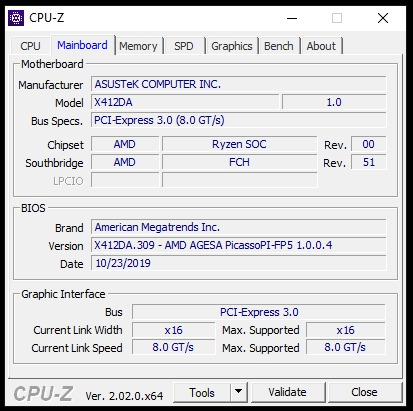 CPU-Z
CPU Mainboard Memory SPD Graphics Bench About
Motherboard
Manufacturer ASUSTeK COMPUTER INC.
Model X412DA 1.0
Bus Specs. PCI-Express 3.0 (8.0 GT/s)
Chipset AMD Ryzen SOC Rev. 00
Southbridge AMD FCH Rev. 51
LPCIO
BIOS
Brand American Megatrends Inc.
Version X412DA.309 - AMD AGESA PicassoPI-FP5 1.0.0.4
Date 10/23/2019
Graphic Interface
Bus PCI-Express 3.0
Current Link Width x16 Max. Supported x16
Current Link Speed 8.0 GT/s Max. Supported 8.0 GT/s
CPU-Z Ver. 2.02.0.x64 Tools Validate Close